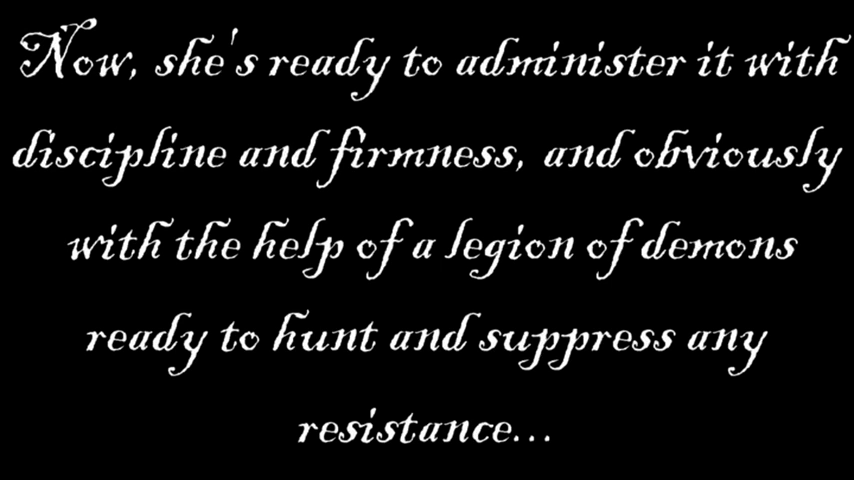 Now, she's ready to administer it with
discipline and firmness, and obviously
with the help of a legion of demons
ready to hunt and suppress any
resistance...